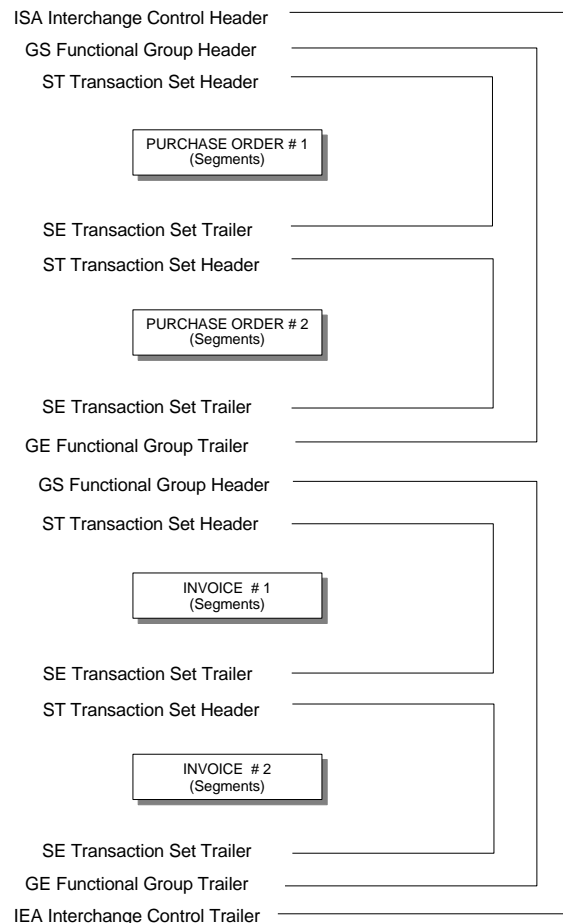 ISA Interchange Control Header
GS Functional Group Header
ST Transaction Set Header
PURCHASE ORDER # 1
(Segments)
SE Transaction Set Trailer
ST Transaction Set Header
PURCHASE ORDER # 2
(Segments)
SE Transaction Set Trailer
GE Functional Group Trailer
GS Functional Group Header
ST Transaction Set Header
INVOICE # 1
(Segments)
SE Transaction Set Trailer
ST Transaction Set Header
INVOICE # 2
(Segments)
SE Transaction Set Trailer
GE Functional Group Trailer
IEA Interchange Control Trailer